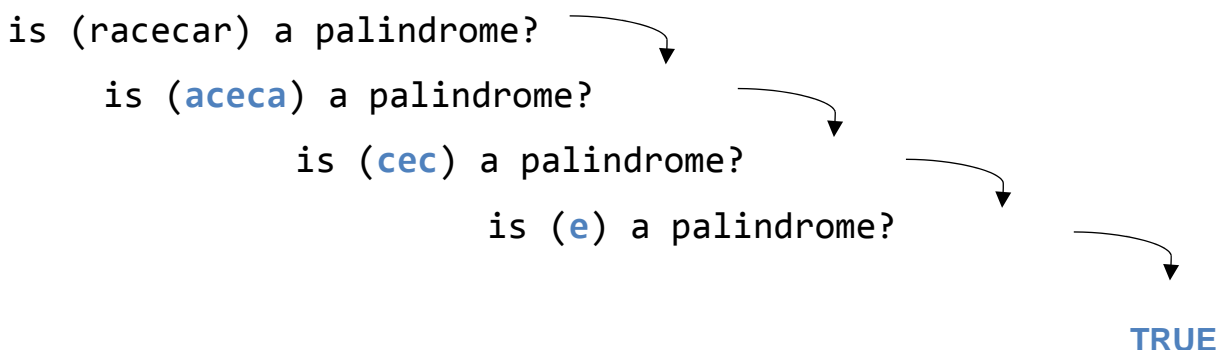 is (racecar) a palindrome?
is (aceca) a palindrome?
is (cec) a palindrome?
is (e) a palindrome?
TRUE